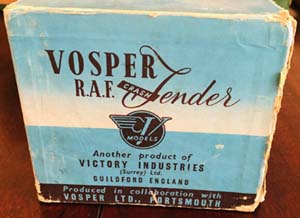 VOSPER
R.A.F. CRASH Tender
V
MODELS
Another product of
VICTORY INDUSTRIES
(Surrey) Ltd.
GUILDFORD ENGLAND
Produced in collaboration with
VOSPER LTD., PORTSMOUTH